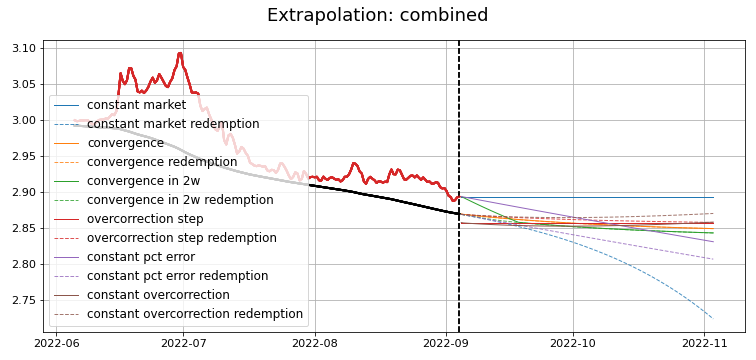 Extrapolation: combined
3.10
3.05
3.00
2.95
2.90
2.85
2.80
2.75
constant market
constant market redemption
convergence
convergence redemption
convergence in 2w
convergence in 2w redemption
overcorrection step
overcorrection step redemption
constant pct error
constant pct error redemption
constant overcorrection
constant overcorrection redemption
2022-06 2022-07 2022-08 2022-09 2022-10 2022-11